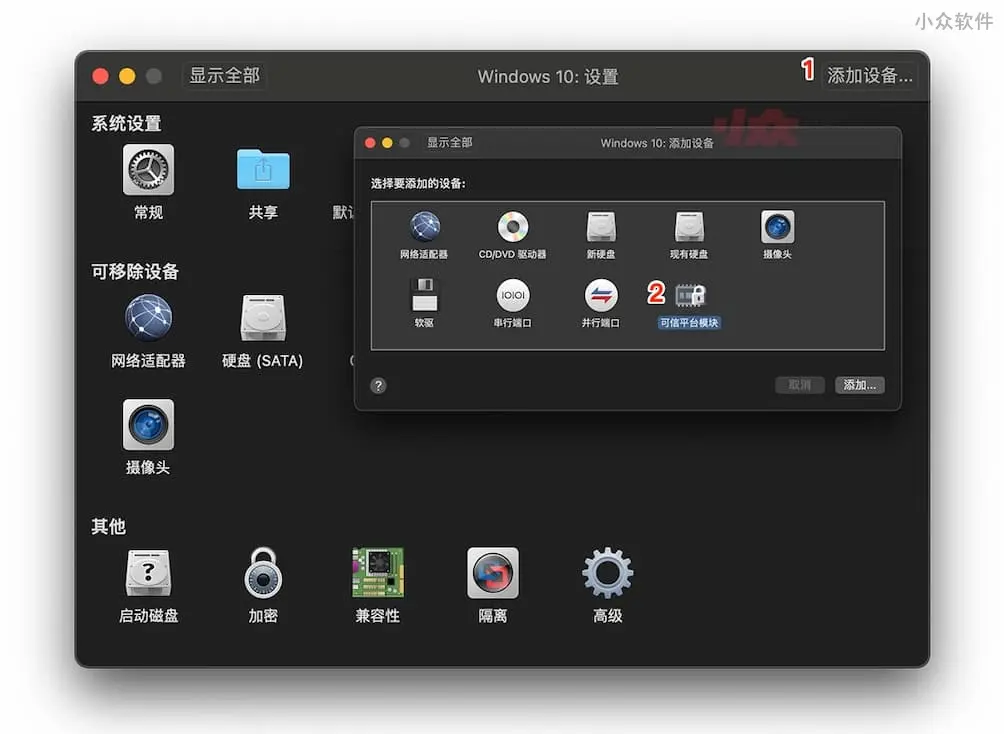 小众软件
显示全部
Windows 10: 设置
1
添加设备...
系统设置
常规
共享
小众
显示全部
Windows 10: 添加设备
选择要添加的设备:
网络适配器
CD/DVD 驱动器
新硬盘
现有硬盘
摄像头
软驱
串行端口
并行端口
2
可信平台模块
?
取消
添加...
可移除设备
网络适配器
硬盘 (SATA)
摄像头
其他
?
启动磁盘
加密
兼容性
隔离
高级